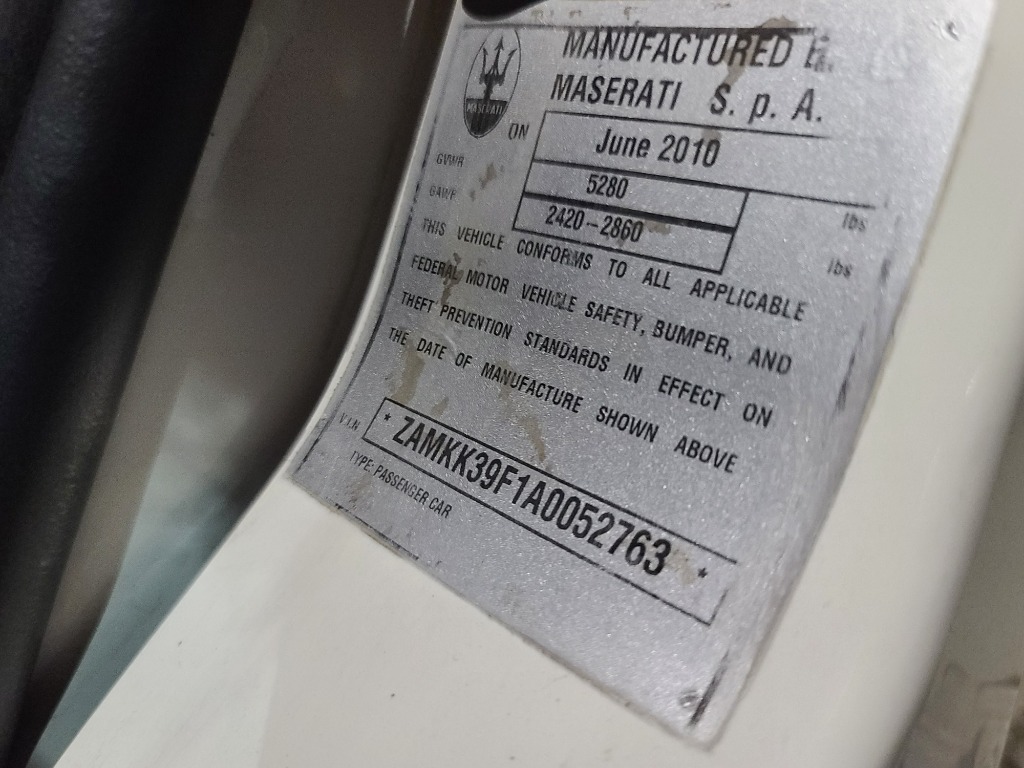 MASERATI
MANUFACTURED
MASERATI S.p.A.
ON June 2010
GVWR 5280 lbs
GAWR 2420-2860 lbs
THIS VEHICLE CONFORMS TO ALL APPLICABLE
FEDERAL MOTOR VEHICLE SAFETY, BUMPER, AND
THEFT PREVENTION STANDARDS IN EFFECT ON
THE DATE OF MANUFACTURE SHOWN ABOVE
V.I.N * ZAMKK39F1A0052763 *
TYPE: PASSENGER CAR